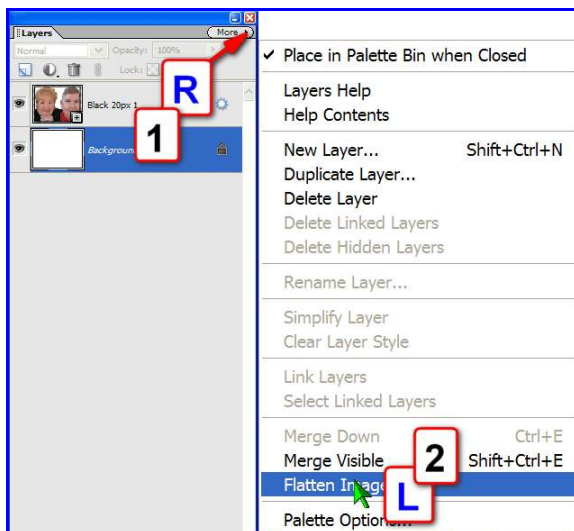 Layers
More
Normal
Opacity: 100%
Lock:
R
Black 20px 1
1
Background
Place in Palette Bin when Closed
Layers Help
Help Contents
New Layer... Shift+Ctrl+N
Duplicate Layer...
Delete Layer
Delete Linked Layers
Delete Hidden Layers
Rename Layer...
Simplify Layer
Clear Layer Style
Link Layers
Select Linked Layers
Merge Down Ctrl+E
Merge Visible Shift+Ctrl+E
2
Flatten Image
L
Palette Options...